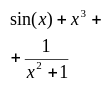 sin(x) + x³ +
+ 1/(x² + 1)